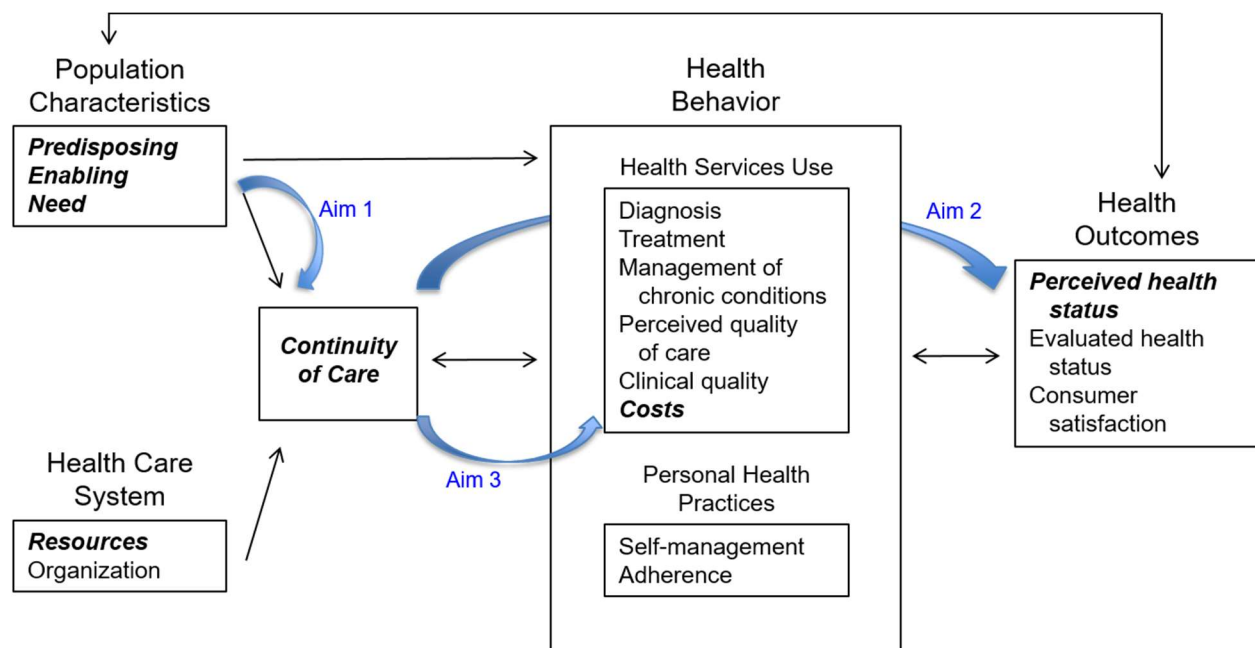 Population
Characteristics
Predisposing
Enabling
Need
Aim 1
Continuity
of Care
Health Care
System
Resources
Organization
Aim 3
Health
Behavior
Health Services Use
Diagnosis
Treatment
Management of
chronic conditions
Perceived quality
of care
Clinical quality
Costs
Personal Health
Practices
Self-management
Adherence
Aim 2
Health
Outcomes
Perceived health
status
Evaluated health
status
Consumer
satisfaction